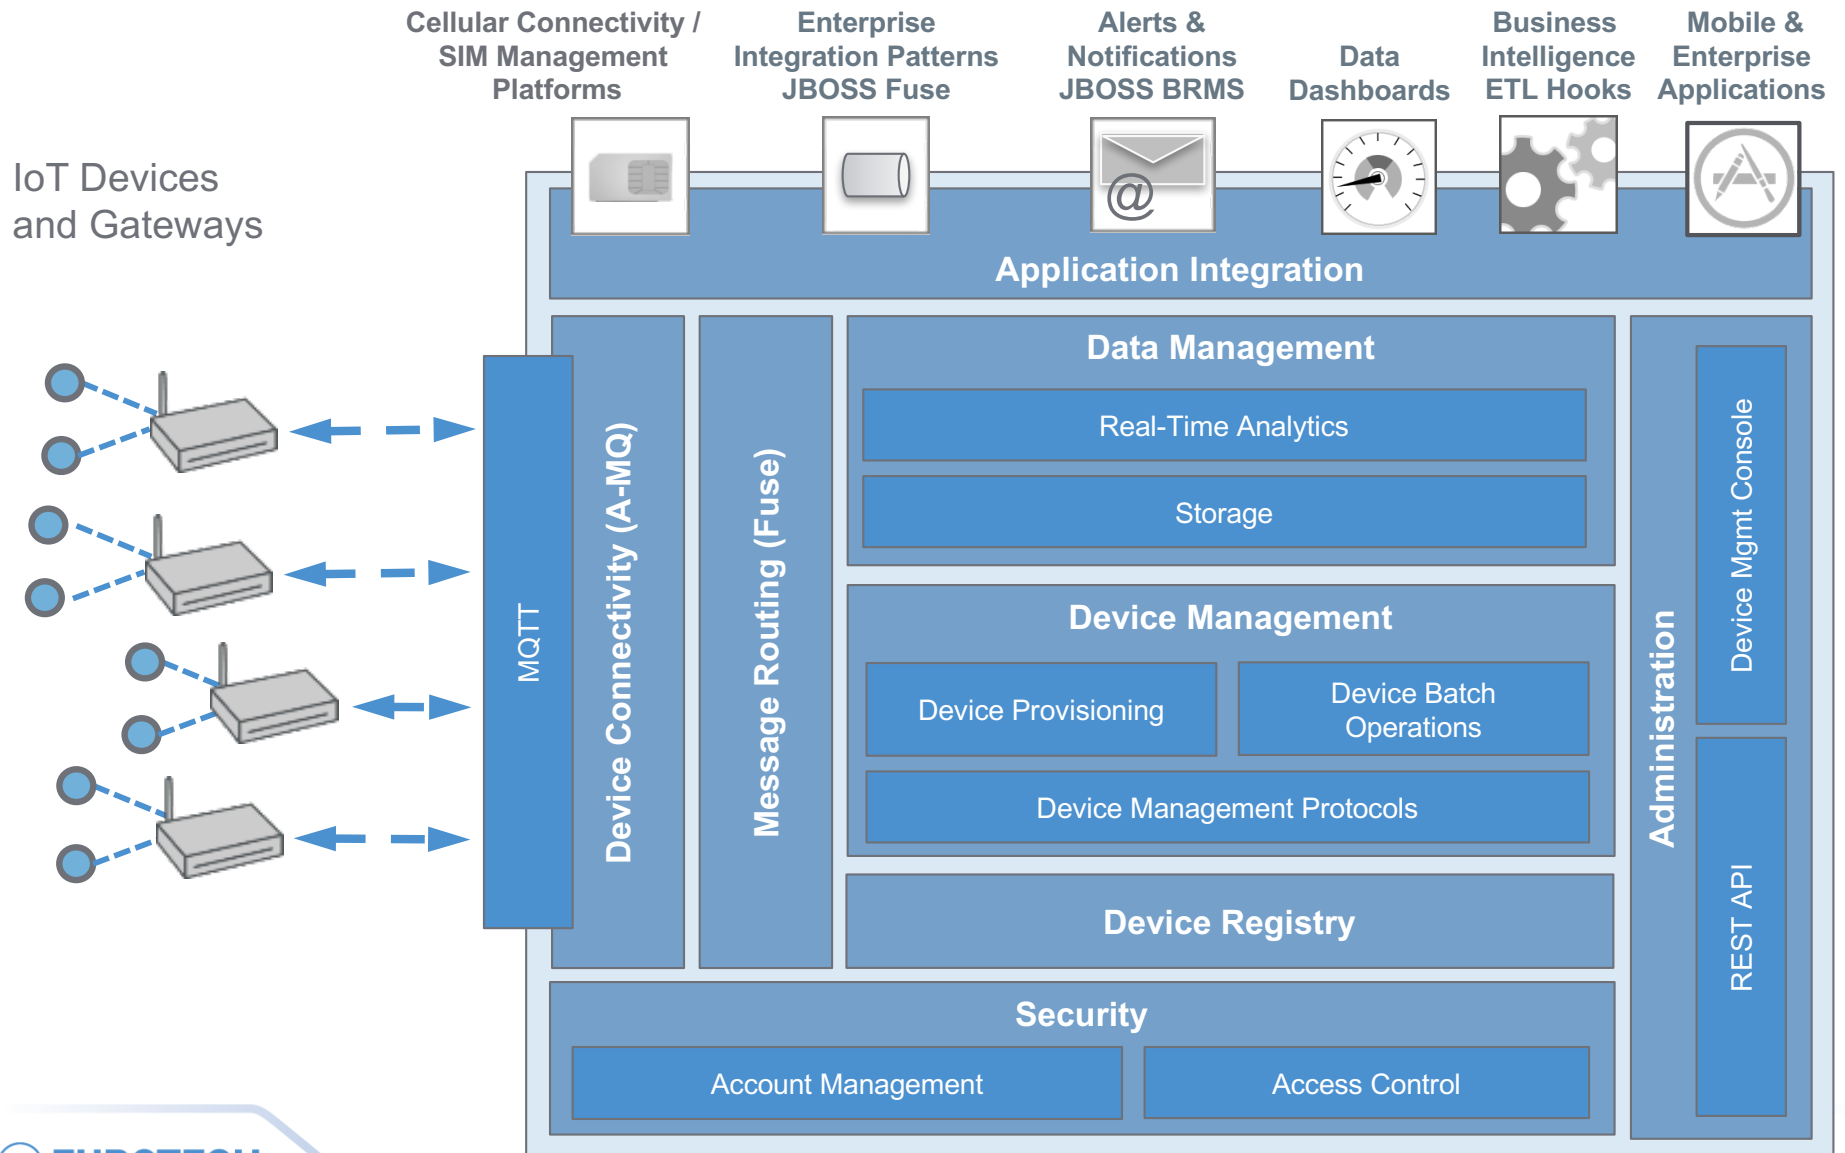 Cellular Connectivity /
SIM Management
Platforms
Enterprise
Integration Patterns
JBOSS Fuse
Alerts &
Notifications
JBOSS BRMS
Data
Dashboards
Business
Intelligence
ETL Hooks
Mobile &
Enterprise
Applications
IoT Devices
and Gateways
@
Application Integration
MQTT
Device Connectivity (A-MQ)
Message Routing (Fuse)
Data Management
Real-Time Analytics
Storage
Device Management
Device Provisioning
Device Batch
Operations
Device Management Protocols
Device Registry
Administration
Device Mgmt Console
REST API
Security
Account Management
Access Control
EUROTECH